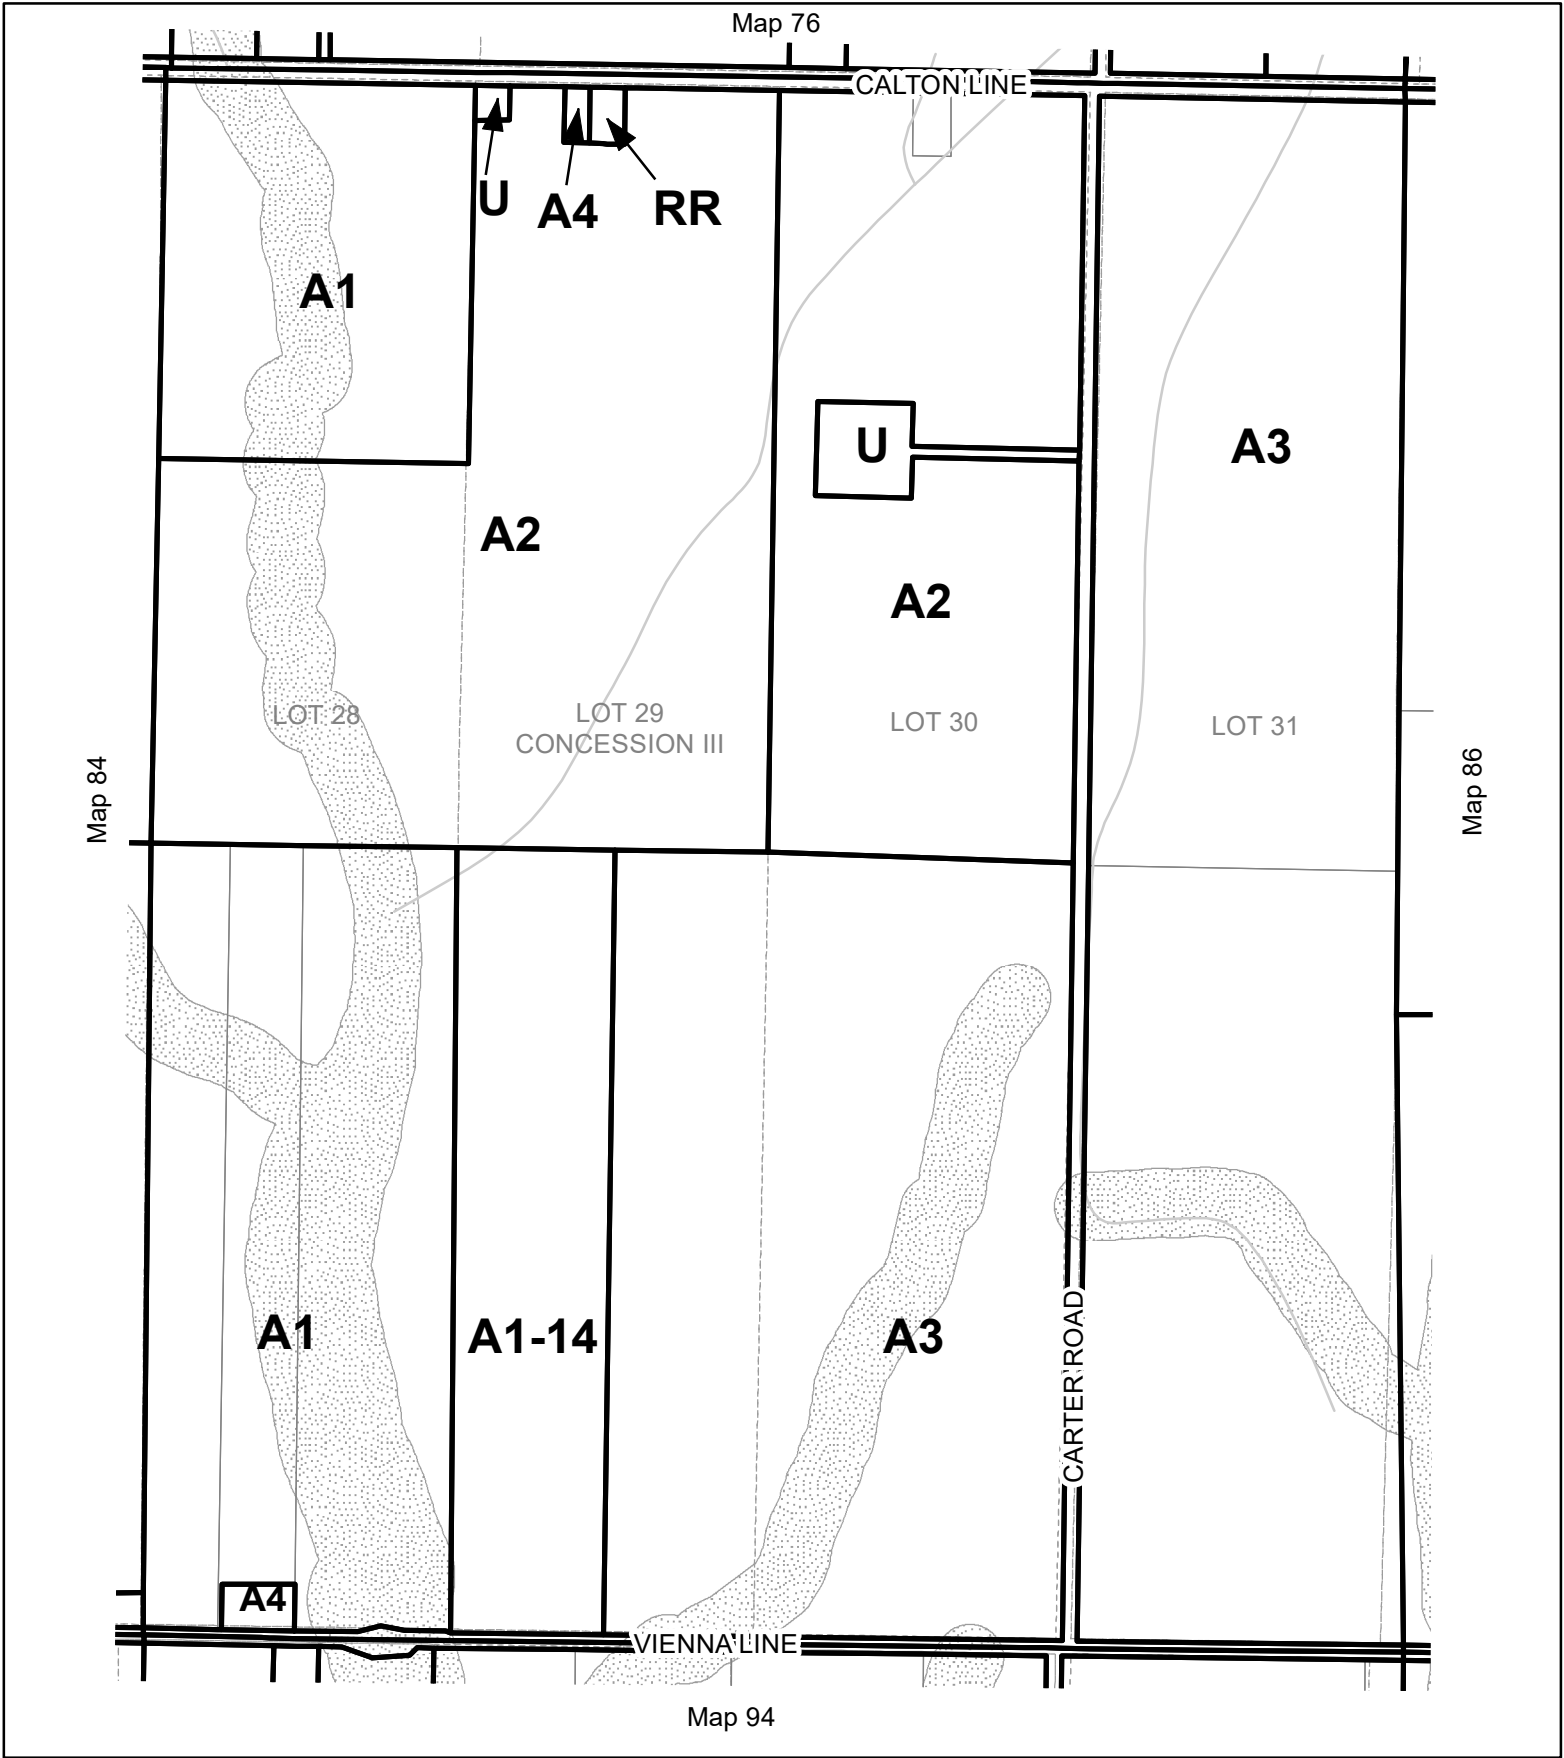 Map 76
CALTON LINE
U
A4
RR
A1
U
A3
A2
A2
LOT 28
LOT 29
CONCESSION III
LOT 30
LOT 31
Map 84
Map 86
A1
A1-14
A3
CARTER ROAD
A4
VIENNA LINE
Map 94